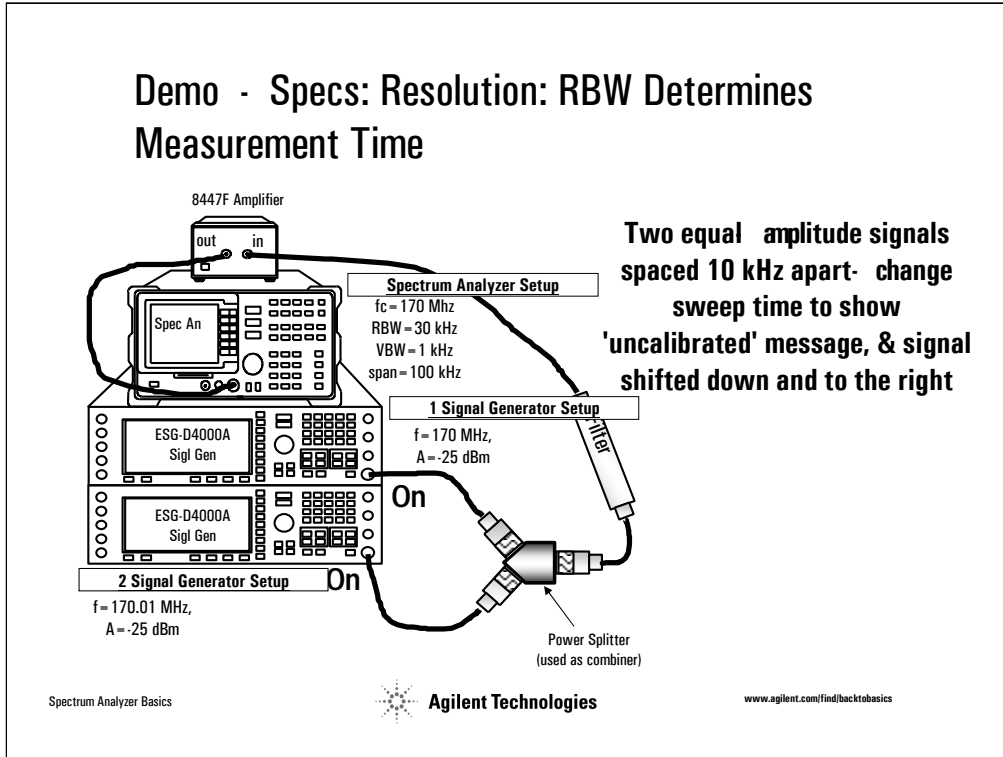 Demo - Specs: Resolution: RBW Determines
Measurement Time
8447F Amplifier
out
in
Spec An
Spectrum Analyzer Setup
fc = 170 Mhz
RBW = 30 kHz
VBW = 1 kHz
span = 100 kHz
Two equal amplitude signals
spaced 10 kHz apart- change
sweep time to show
'uncalibrated' message, & signal
shifted down and to the right
1 Signal Generator Setup
f = 170 MHz,
A = -25 dBm
Filter
ESG-D4000A
Sigl Gen
On
ESG-D4000A
Sigl Gen
On
2 Signal Generator Setup
f = 170.01 MHz,
A = -25 dBm
Power Splitter
(used as combiner)
Spectrum Analyzer Basics
Agilent Technologies
www.agilent.com/find/backtobasics